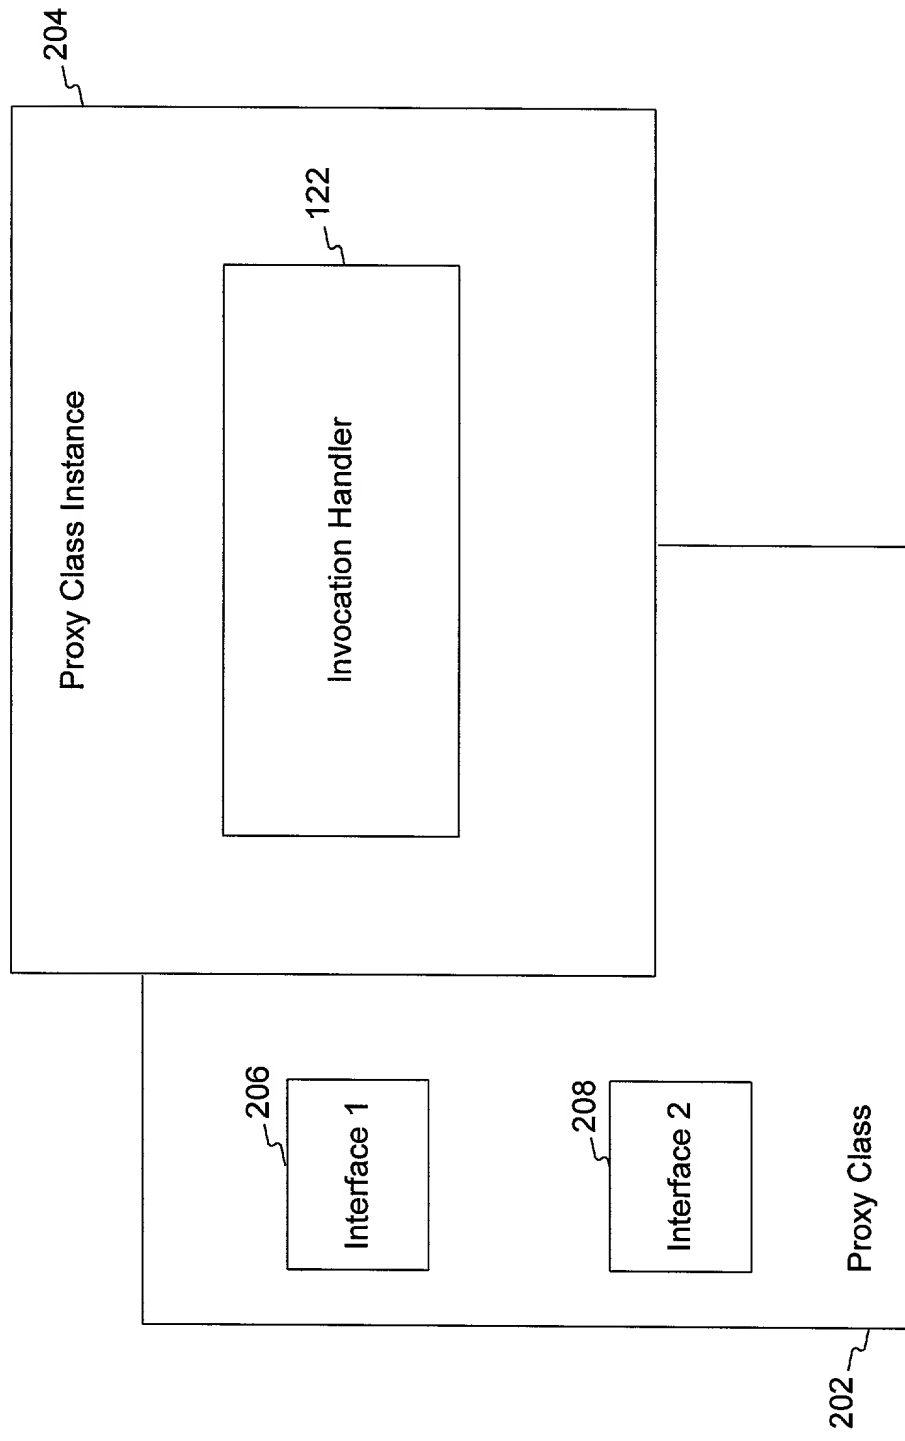 204
Proxy Class Instance
122
Invocation Handler
206
Interface 1
208
Interface 2
Proxy Class
202